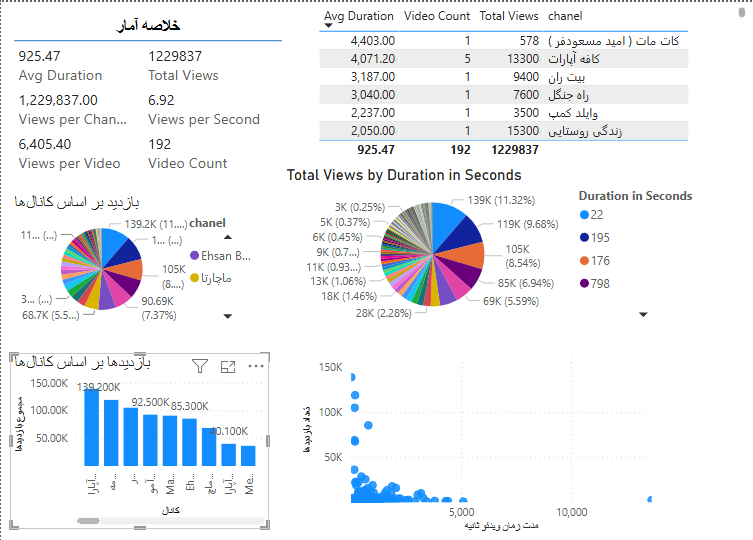 خلاصه آمار
925.47 1229837
Avg Duration Total Views
1,229,837.00 6.92
Views per Chan... Views per Second
6,405.40 192
Views per Video Video Count
Avg Duration Video Count Total Views chanel
4,403.00 1 578 کات مات ( امید مسعودفر )
4,071.20 5 13300 کافه آپارات
3,187.00 1 9400 بیت ران
3,040.00 1 7600 راه جنگل
2,237.00 1 3500 وایلد کمپ
2,050.00 1 15300 زندگی روستایی
925.47 192 1229837
بازدید بر اساس کانال‌ها
139.2K (11....)
1... (...)
105K
(8....)
90.69K
(7.37%)
68.7K (5.5...)
3... (...)
11... (...)
chanel
Ehsan B...
ماچارتا
Total Views by Duration in Seconds
139K (11.32%)
119K (9.68%)
105K
(8.54%)
85K (6.94%)
69K (5.59%)
28K (2.28%)
18K (1.46%)
13K (1.06%)
11K (0.93...)
9K (0.7...)
6K (0.45%)
5K (0.37%)
3K (0.25%)
Duration in Seconds
22
195
176
798
بازدیدها بر اساس کانال‌ها
مجموع بازدیدها
150.00K
100.00K
50.00K
139.200K
92.500K
85.300K
40.100K
آپارا...
مه...
ر...
آمو...
Ma...
Eh...
ماچ...
آپارا...
Me...
کانال
تعداد بازدیدها
150K
100K
50K
5,000 10,000
مدت زمان ویدئو ثانیه